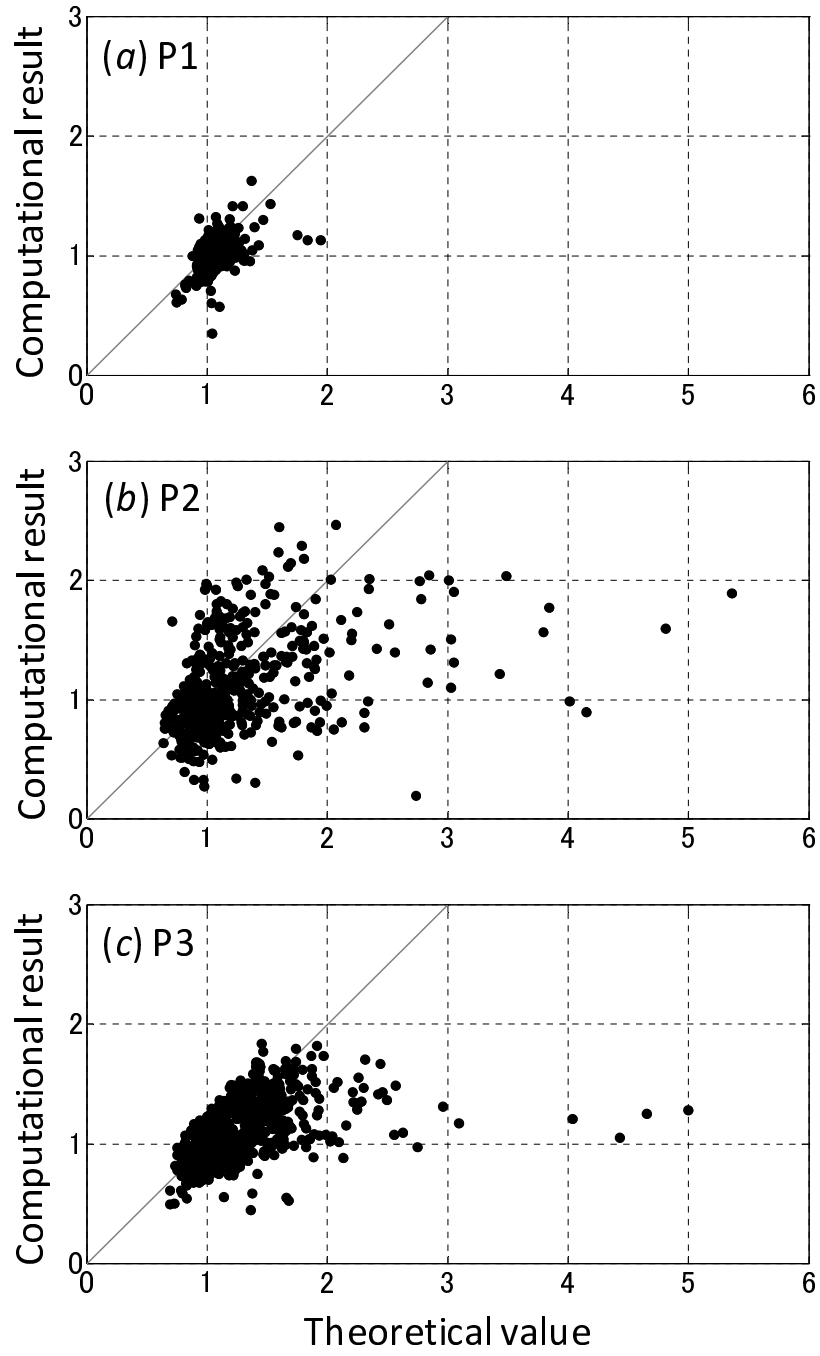 (a) P1
Computational result
3
2
1
0
0 1 2 3 4 5 6
(b) P2
Computational result
3
2
1
0
0 1 2 3 4 5 6
(c) P3
Computational result
3
2
1
0
0 1 2 3 4 5 6
Theoretical value